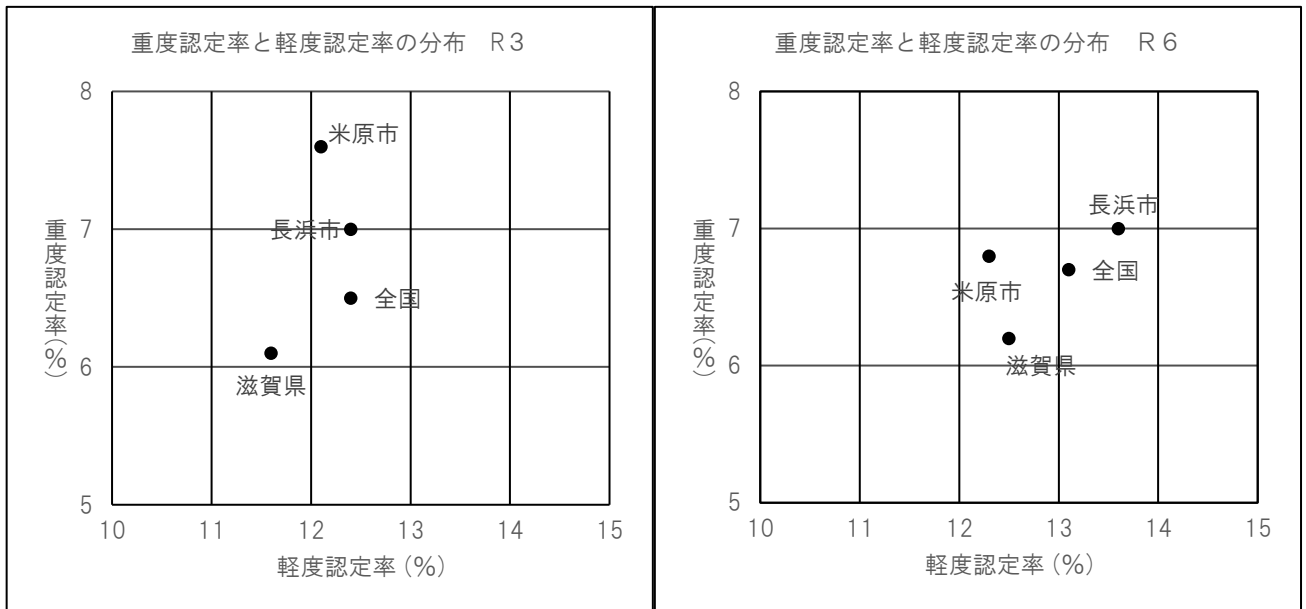 重度認定率と軽度認定率の分布　R3
8
7
6
5
重度認定率(%)
米原市
長浜市
全国
滋賀県
10 11 12 13 14 15
軽度認定率(%)
重度認定率と軽度認定率の分布　R６
8
7
6
5
重度認定率(%)
長浜市
全国
米原市
滋賀県
10 11 12 13 14 15
軽度認定率(%)